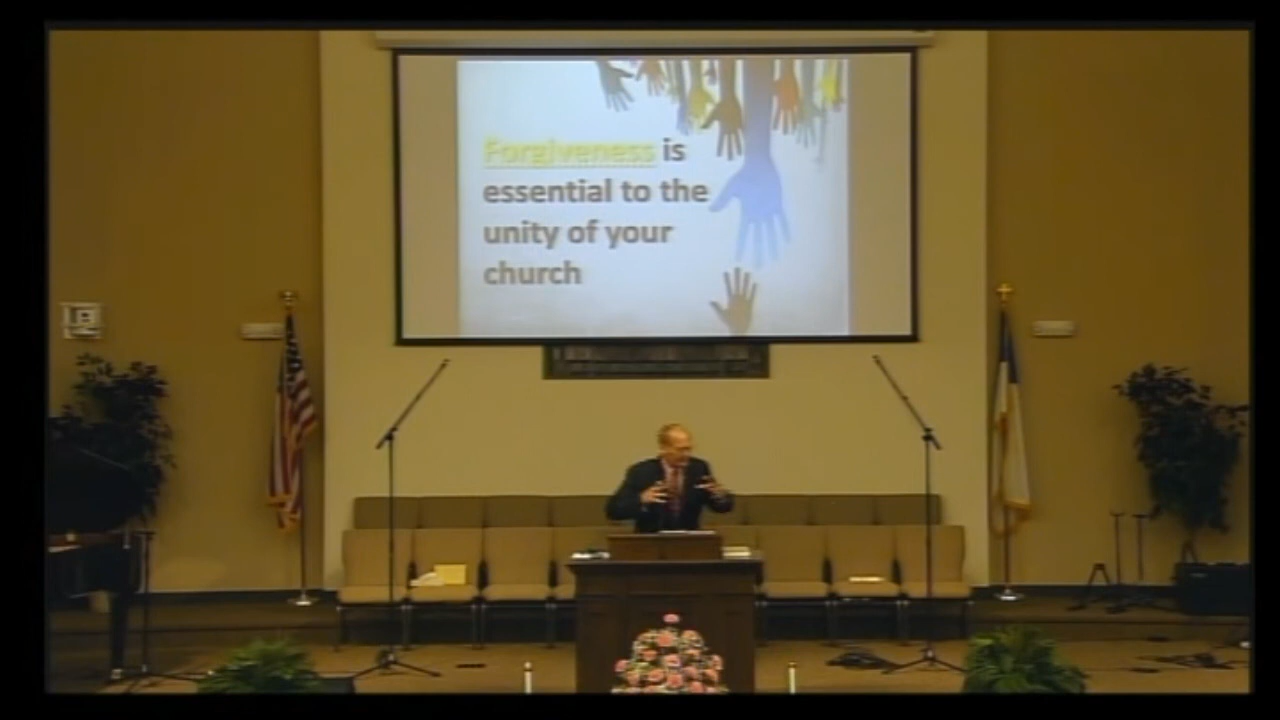 Forgiveness is
essential to the
unity of your
church